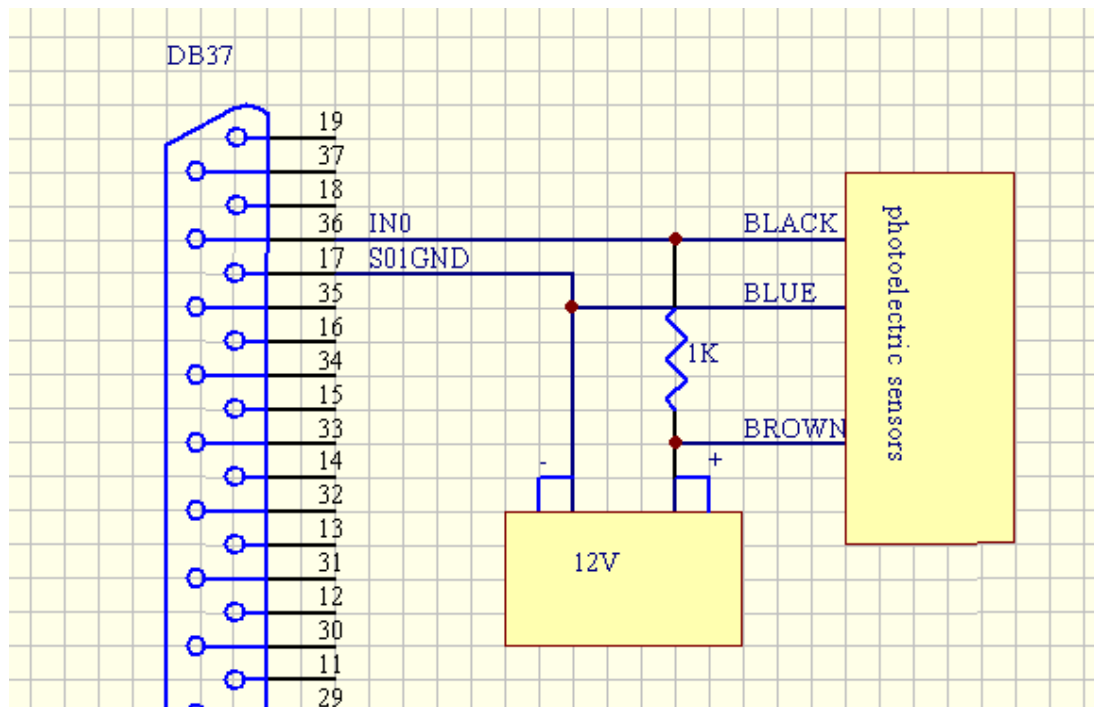 DB37
19
37
18
36 IN0 BLACK
17 S01GND
35 BLUE
16
34 1K
15
33 BROWN
14 - +
32
13
31 12V
12
30
11
29
photoelectric sensors